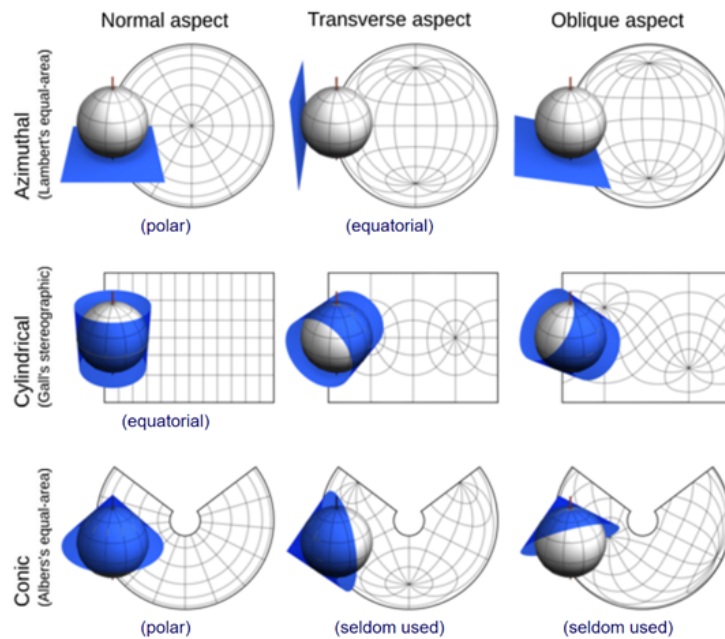 Normal aspect
Transverse aspect
Oblique aspect
Azimuthal
(Lambert's equal-area)
(polar)
(equatorial)
Cylindrical
(Gall's stereographic)
(equatorial)
Conic
(Albers's equal-area)
(polar)
(seldom used)
(seldom used)